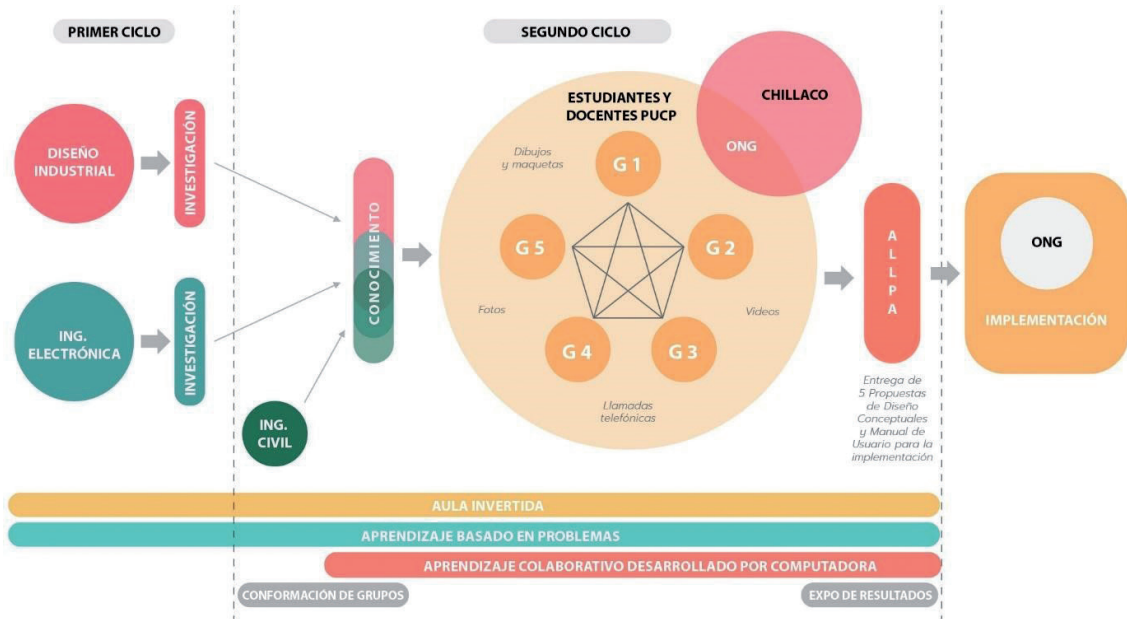 PRIMER CICLO
SEGUNDO CICLO
DISEÑO
INDUSTRIAL
INVESTIGACIÓN
ING.
ELECTRÓNICA
INVESTIGACIÓN
ING.
CIVIL
CONOCIMIENTO
ESTUDIANTES Y
DOCENTES PUCP
CHILLACO
ONG
Dibujos
y maquetas
G 1
G 5
G 2
Fotos
Videos
G 4
G 3
Llamadas
telefónicas
ALLPA
Entrega de
5 Propuestas
de Diseño
Conceptuales
y Manual de
Usuario para la
implementación
ONG
IMPLEMENTACIÓN
AULA INVERTIDA
APRENDIZAJE BASADO EN PROBLEMAS
APRENDIZAJE COLABORATIVO DESARROLLADO POR COMPUTADORA
CONFORMACIÓN DE GRUPOS
EXPO DE RESULTADOS